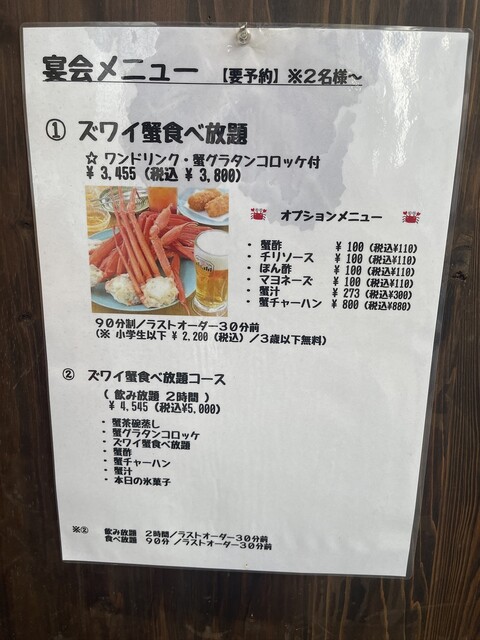 宴会メニュー 【要予約】※２名様～
① ズワイ蟹食べ放題
☆ ワンドリンク・蟹グラタンコロッケ付
¥ 3,455 (税込 ¥ 3,800)
オプションメニュー
・ 蟹酢 ¥ 100 (税込¥110)
・ チリソース ¥ 100 (税込¥110)
・ ぽん酢 ¥ 100 (税込¥110)
・ マヨネーズ ¥ 100 (税込¥110)
・ 蟹汁 ¥ 273 (税込¥300)
・ 蟹チャーハン ¥ 800 (税込¥880)
９０分制/ラストオーダー３０分前
(※ 小学生以下 ¥ 2,200 (税込) /３歳以下無料)
② ズワイ蟹食べ放題コース
( 飲み放題 ２時間 )
¥ 4,545 (税込¥5,000)
・ 蟹茶碗蒸し
・ 蟹グラタンコロッケ
・ ズワイ蟹食べ放題
・ 蟹酢
・ 蟹チャーハン
・ 蟹汁
・ 本日の氷菓子
※② 飲み放題 ２時間/ラストオーダー３０分前
食べ放題 ９０分 /ラストオーダー３０分前